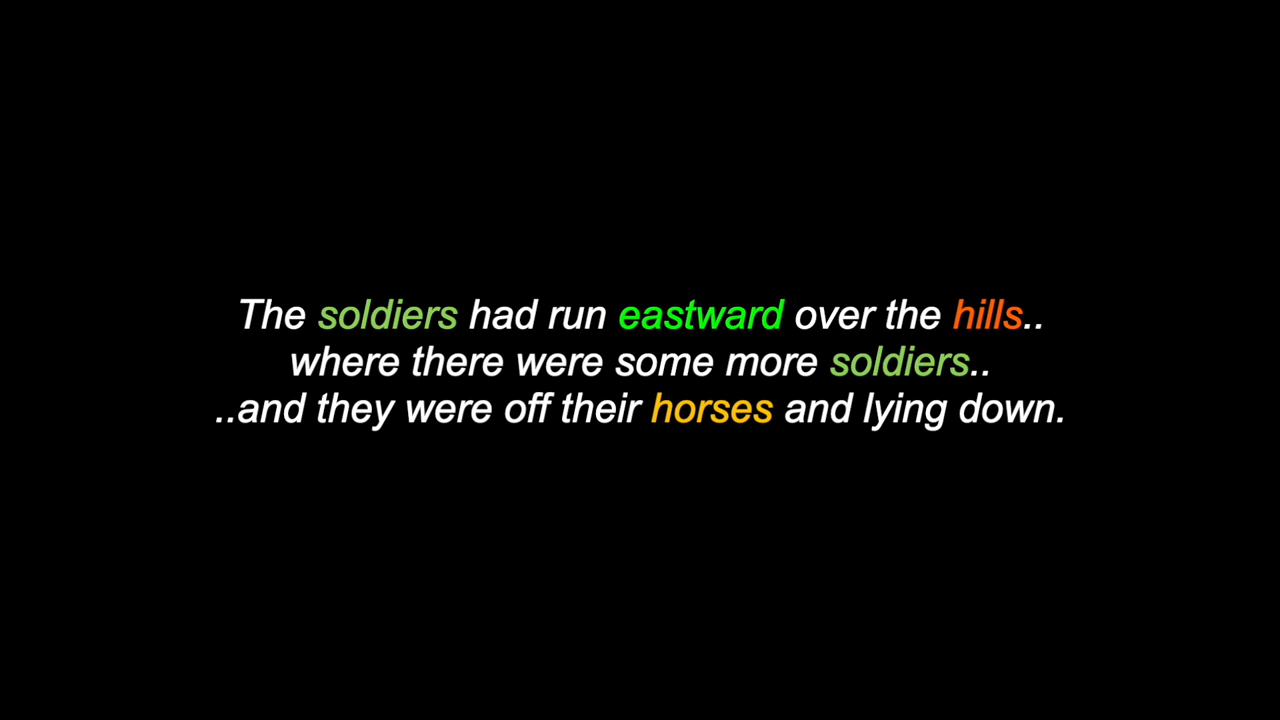 The soldiers had run eastward over the hills..
where there were some more soldiers..
..and they were off their horses and lying down.